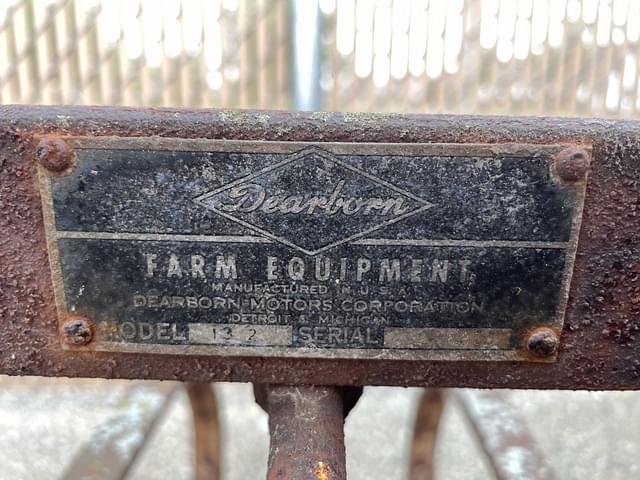 Dearborn
FARM EQUIPMENT
MANUFACTURED IN U.S.A.
DEARBORN MOTORS CORPORATION
DETROIT 3, MICHIGAN
MODEL 13 2 SERIAL